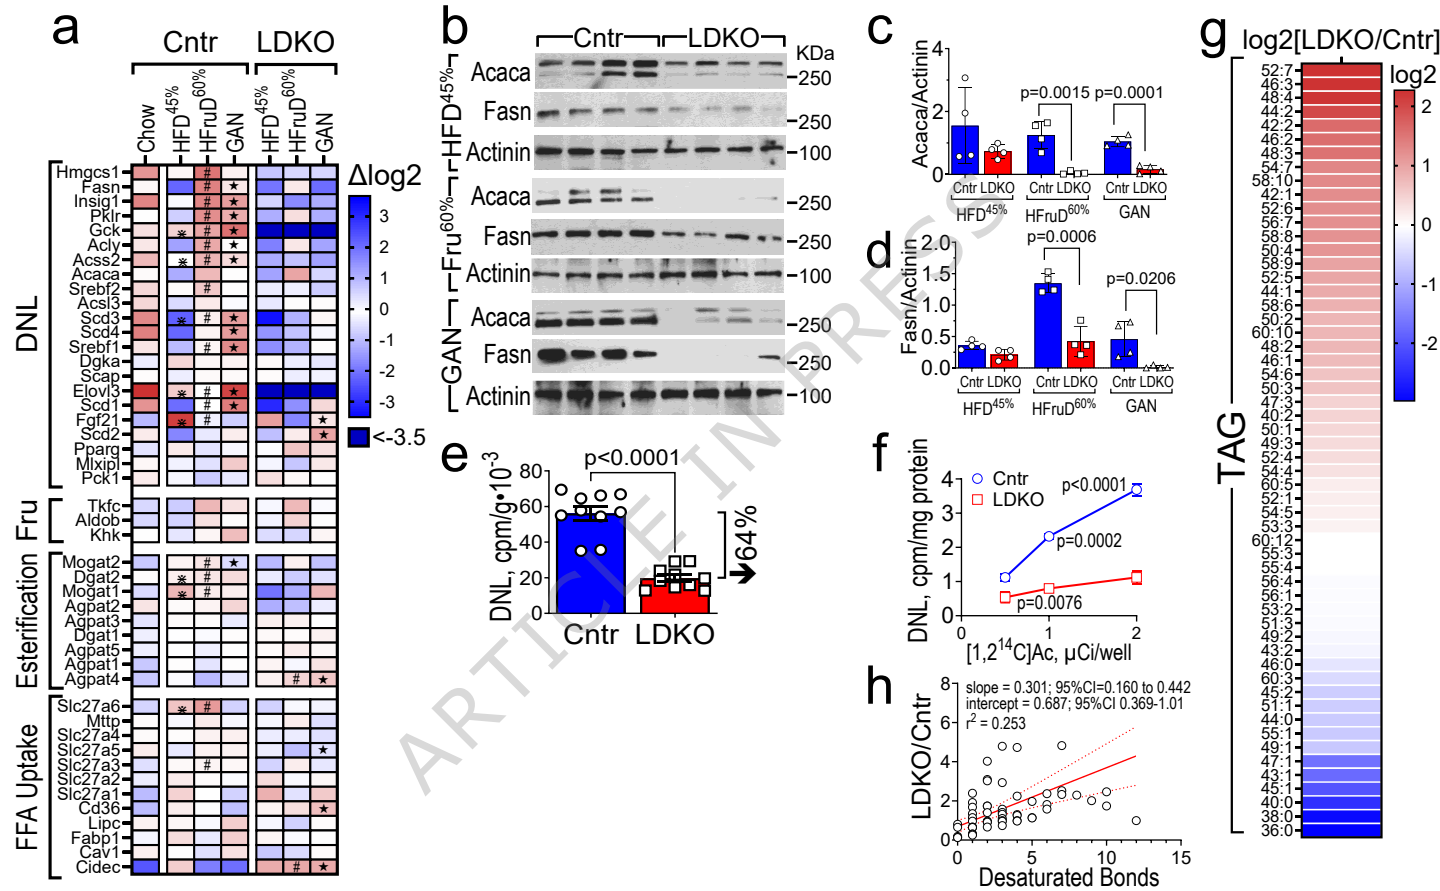 a
Cntr LDKO
Chow HFD45% HFruD60% GAN HFD45% HFruD60% GAN
DNL
Hmgcs1
Fasn
Insig1
Pklr
Gck
Acly
Acss2
Acaca
Srebf2
Acsl3
Scd3
Scd4
Srebf1
Dgka
Scap
Elovl3
Scd1
Fgf21
Scd2
Pparg
Mlxipl
Pck1
Fru
Tkfc
Aldob
Khk
Esterification
Mogat2
Dgat2
Mogat1
Agpat2
Agpat3
Dgat1
Agpat5
Agpat1
Agpat4
FFA Uptake
Slc27a6
Mttp
Slc27a4
Slc27a5
Slc27a3
Slc27a2
Slc27a1
Cd36
Lipc
Fabp1
Cav1
Cidec
Δlog2
3
2
1
0
-1
-2
-3
<-3.5
b
Cntr LDKO
KDa
HFD45%
Acaca
250
Fasn
250
Actinin
100
Fru60%
Acaca
250
Fasn
250
Actinin
100
GAN
Acaca
250
Fasn
250
Actinin
100
c
Acaca/Actinin
4
2
0
p=0.0015 p=0.0001
Cntr LDKO Cntr LDKO Cntr LDKO
HFD45% HFruD60% GAN
d
Fasn/Actinin
2.0
1.5
1.0
0.5
0.0
p=0.0006
p=0.0206
Cntr LDKO Cntr LDKO Cntr LDKO
HFD45% HFruD60% GAN
e
DNL, cpm/g•10-3
80
60
40
20
0
p<0.0001
64%
Cntr LDKO
f
DNL, cpm/mg protein
4
3
2
1
0
Cntr
LDKO
p<0.0001
p=0.0002
p=0.0076
0 1 2
[1,214C]Ac, µCi/well
g
log2[LDKO/Cntr]
log2
2
1
0
-1
-2
TAG
52:7
46:3
48:4
44:2
42:2
46:2
48:3
54:7
58:10
42:1
52:6
56:7
58:8
50:4
58:9
52:5
44:1
58:6
50:2
60:10
48:2
46:1
54:6
50:3
47:3
40:2
50:1
49:3
52:4
54:4
60:5
52:1
54:5
53:3
60:12
55:3
54:1
56:4
56:1
53:2
51:3
49:2
43:2
46:0
60:3
45:2
51:1
44:0
55:1
49:1
47:1
43:1
45:1
40:0
38:0
36:0
h
LDKO/Cntr
8
6
4
2
0
slope = 0.301; 95%CI=0.160 to 0.442
intercept = 0.687; 95%CI 0.369-1.01
r2 = 0.253
0 5 10 15
Desaturated Bonds
ARTICLE IN PRESS